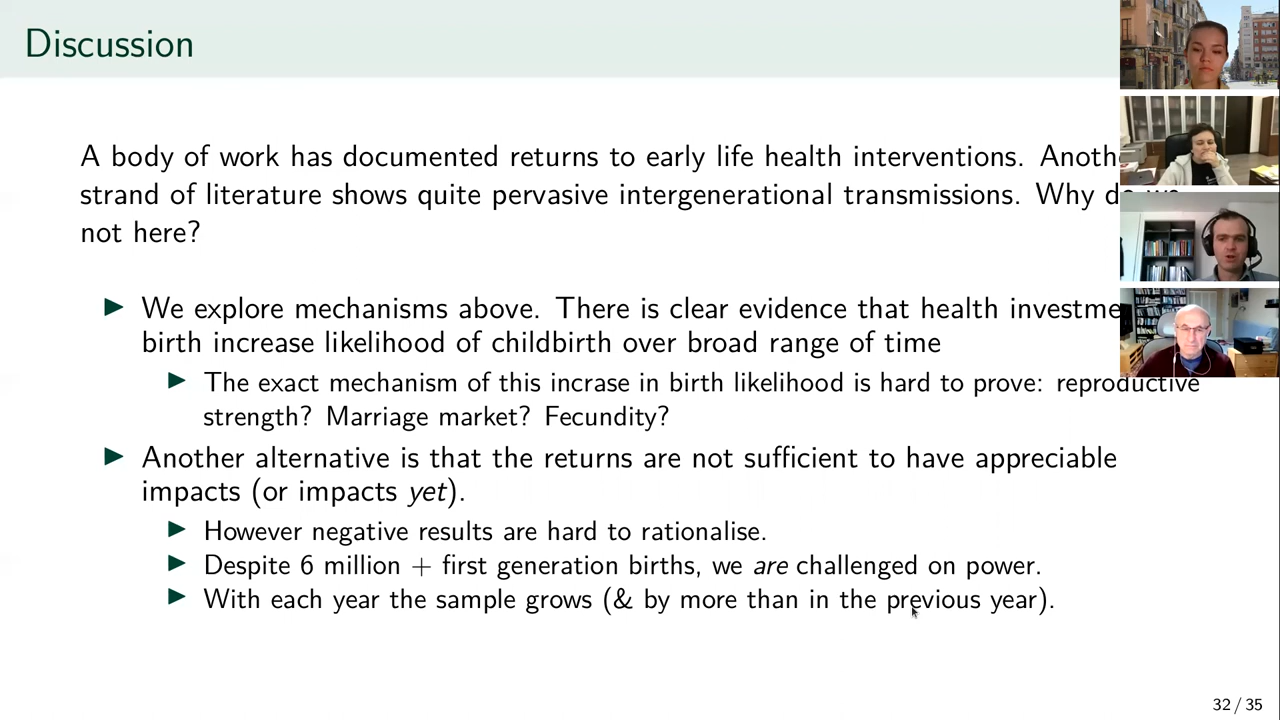 Discussion
A body of work has documented returns to early life health interventions. Anoth
strand of literature shows quite pervasive intergenerational transmissions. Why
not here?
▶ We explore mechanisms above. There is clear evidence that health investme
birth increase likelihood of childbirth over broad range of time
▶ The exact mechanism of this incrase in birth likelihood is hard to prove: reproductive
strength? Marriage market? Fecundity?
▶ Another alternative is that the returns are not sufficient to have appreciable
impacts (or impacts yet).
▶ However negative results are hard to rationalise.
▶ Despite 6 million + first generation births, we are challenged on power.
▶ With each year the sample grows (& by more than in the previous year).
32 / 35